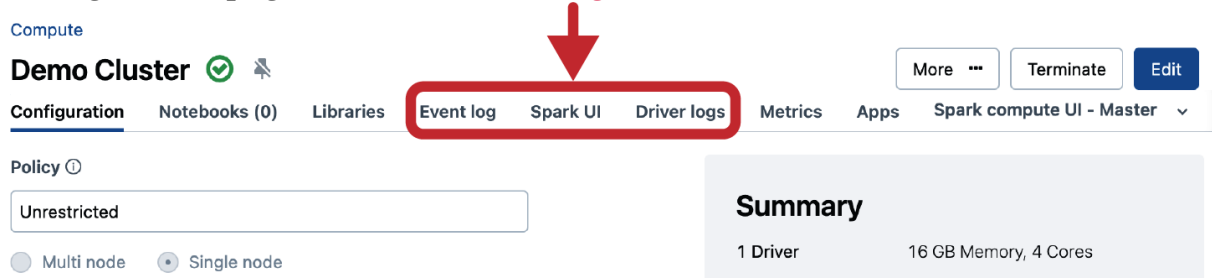 Compute
Demo Cluster
More ... Terminate Edit
Configuration Notebooks (0) Libraries Event log Spark UI Driver logs Metrics Apps Spark compute UI - Master
Policy
Unrestricted
Multi node Single node
Summary
1 Driver 16 GB Memory, 4 Cores